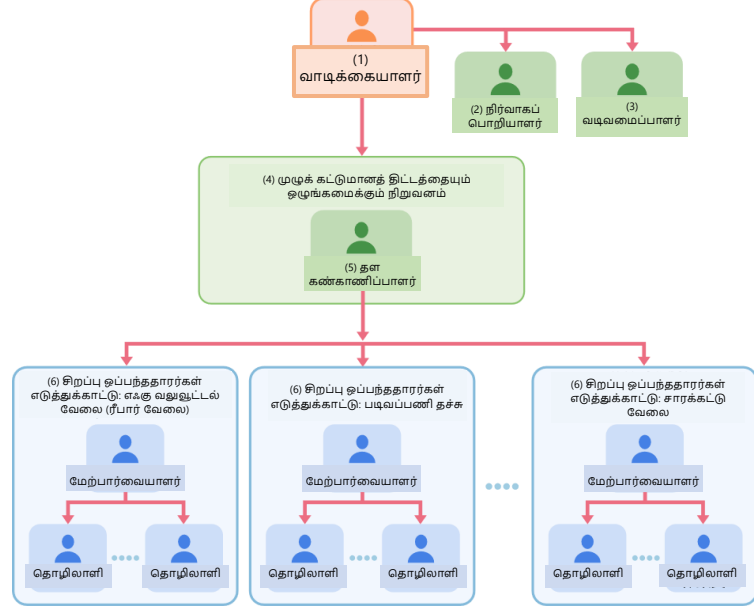 (1)
வாடிக்கையாளர்
(2) நிர்வாகப்
பொறியாளர்
(3)
வடிவமைப்பாளர்
(4) முழுக் கட்டுமானத் திட்டத்தையும்
ஒழுங்கமைக்கும் நிறுவனம்
(5) தள
கண்காணிப்பாளர்
(6) சிறப்பு ஒப்பந்ததாரர்கள்
எடுத்துக்காட்டு: எஃகு வலுவூட்டல்
வேலை (ரீபார் வேலை)
மேற்பார்வையாளர்
தொழிலாளி
தொழிலாளி
(6) சிறப்பு ஒப்பந்ததாரர்கள்
எடுத்துக்காட்டு: படிவப்பணி தச்சு
மேற்பார்வையாளர்
தொழிலாளி
தொழிலாளி
(6) சிறப்பு ஒப்பந்ததாரர்கள்
எடுத்துக்காட்டு: சாரக்கட்டு
வேலை
மேற்பார்வையாளர்
தொழிலாளி
தொழிலாளி